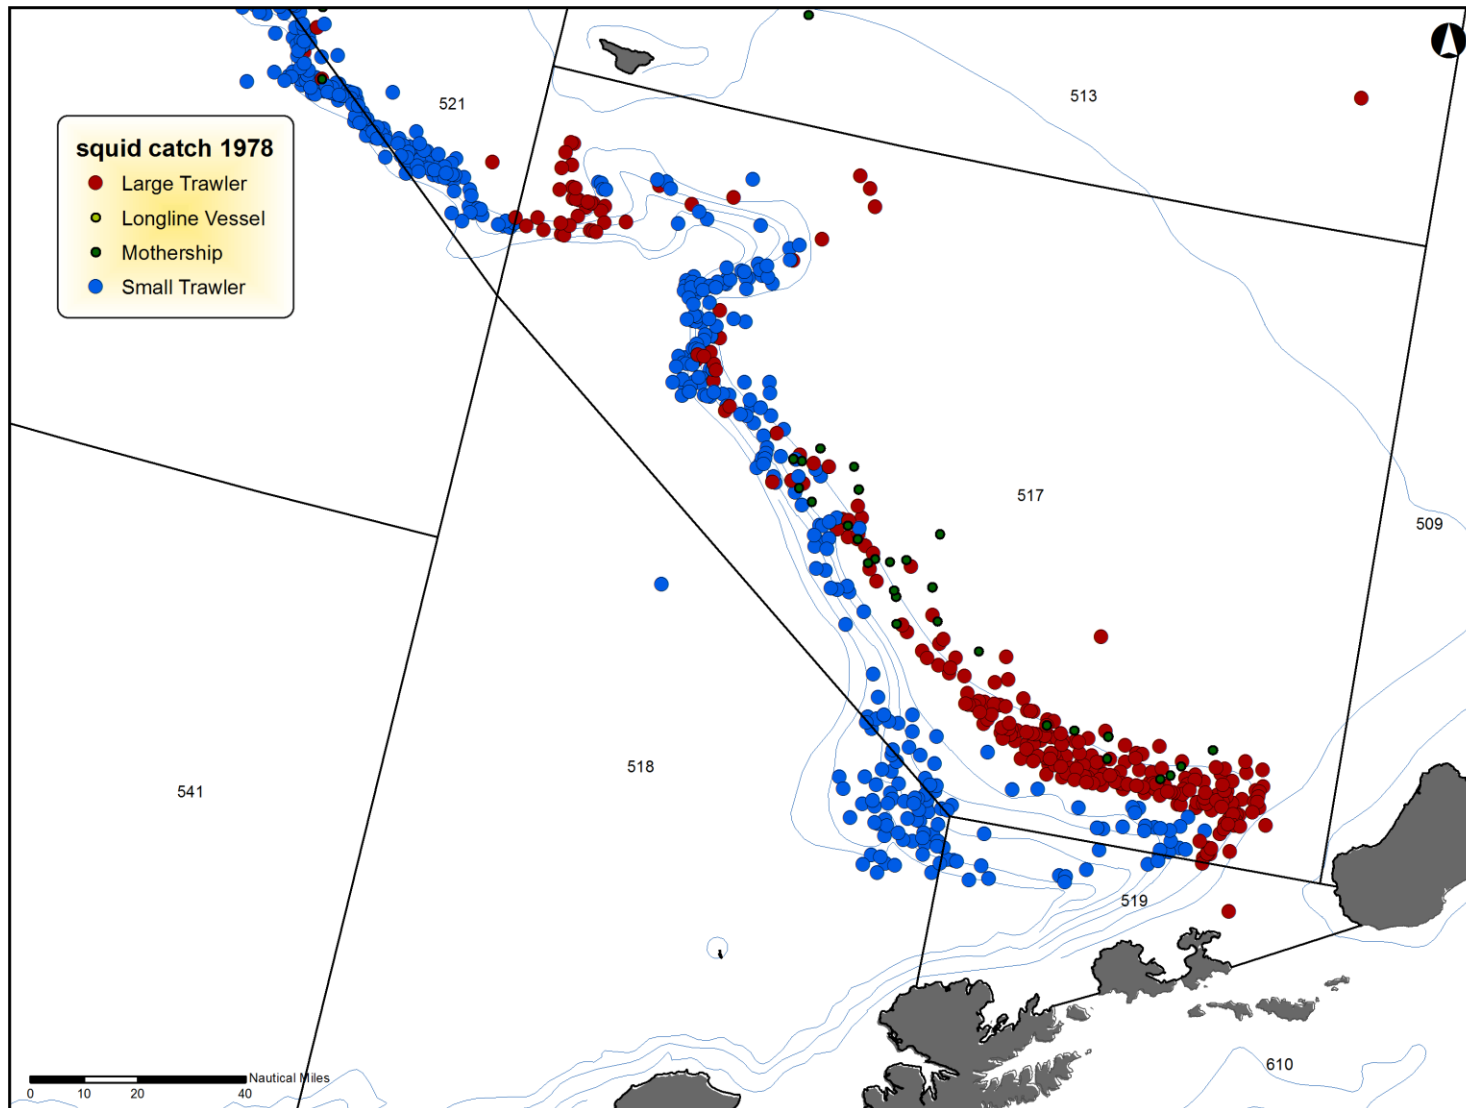 513
521
squid catch 1978
Large Trawler
Longline Vessel
Mothership
Small Trawler
517
509
518
541
519
610
Nautical Miles
0 10 20 40